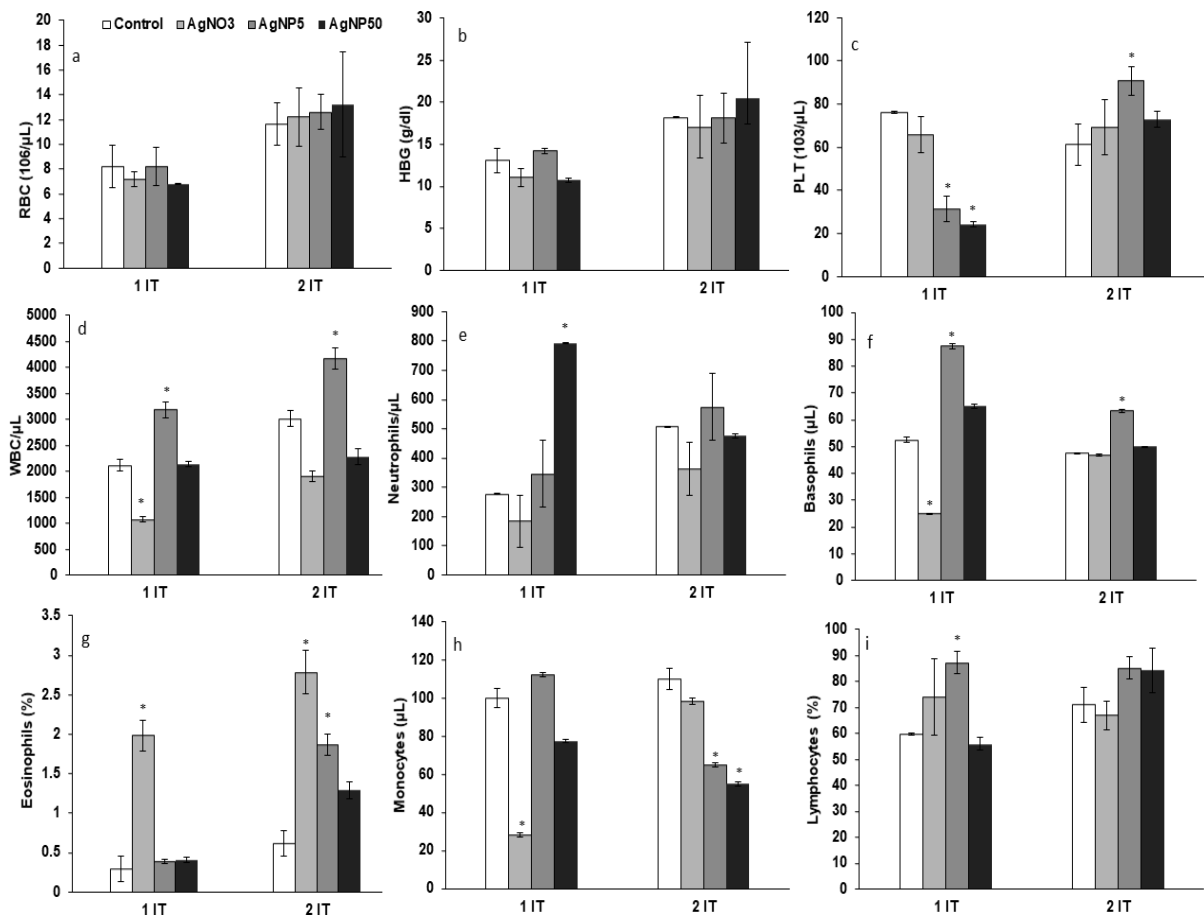 Control AgNO3 AgNP5 AgNP50
a
RBC (106/µL)
20
18
16
14
12
10
8
6
4
2
0
1 IT 2 IT
b
HBG (g/dl)
30
25
20
15
10
5
0
1 IT 2 IT
c
PLT (103/µL)
120
100
80
60
40
20
0
* * *
1 IT 2 IT
d
WBC/µL
5000
4500
4000
3500
3000
2500
2000
1500
1000
500
0
* * *
1 IT 2 IT
e
Neutrophils/µL
900
800
700
600
500
400
300
200
100
0
*
1 IT 2 IT
f
Basophils (µL)
100
90
80
70
60
50
40
30
20
10
0
* * *
1 IT 2 IT
g
Eosinophils (%)
3.5
3
2.5
2
1.5
1
0.5
0
* * *
1 IT 2 IT
h
Monocytes (µL)
140
120
100
80
60
40
20
0
* * *
1 IT 2 IT
i
Lymphocytes (%)
100
90
80
70
60
50
40
30
20
10
0
*
1 IT 2 IT